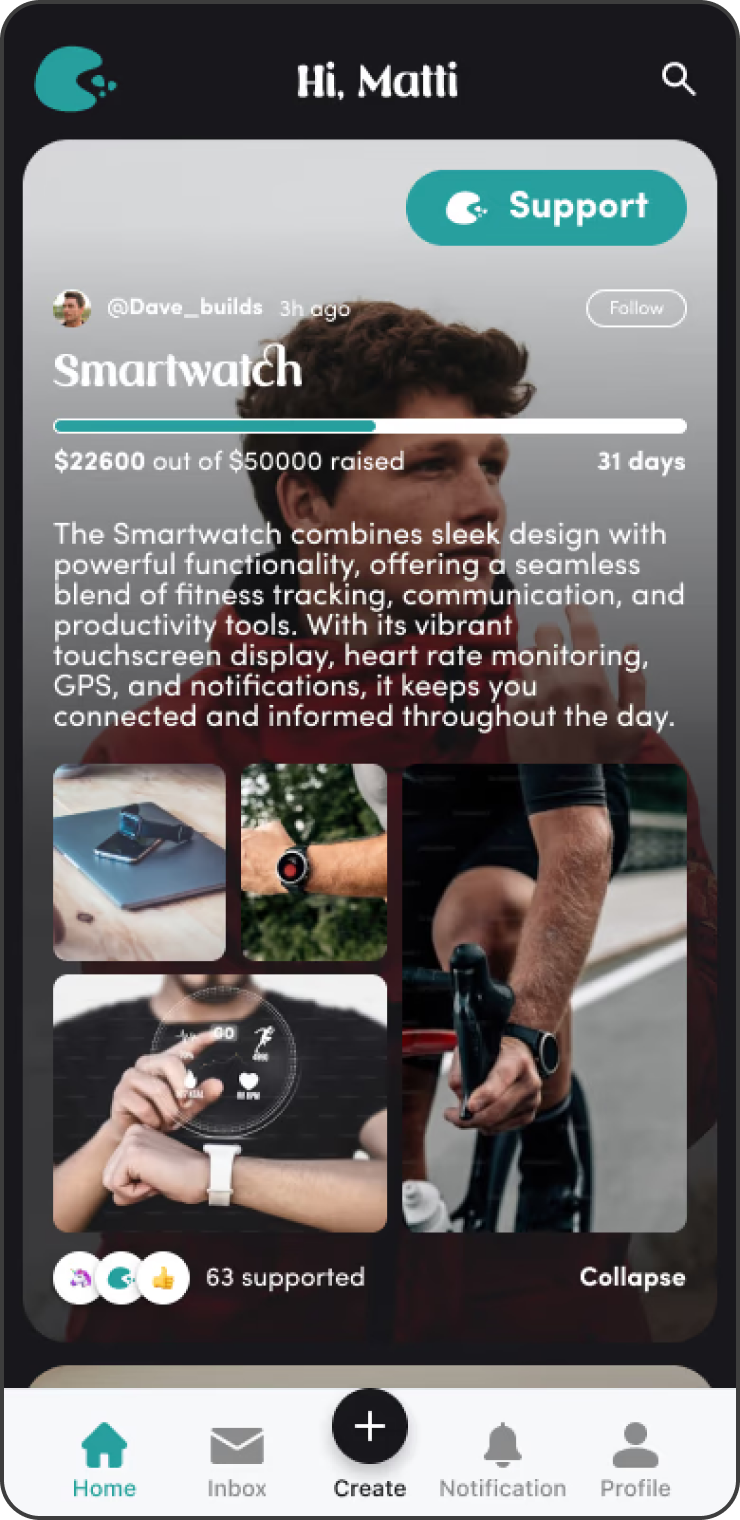 Hi, Matti
Support
@Dave_builds 3h ago Follow
Smartwatch
$22600 out of $50000 raised 31 days
The Smartwatch combines sleek design with
powerful functionality, offering a seamless
blend of fitness tracking, communication, and
productivity tools. With its vibrant
touchscreen display, heart rate monitoring,
GPS, and notifications, it keeps you
connected and informed throughout the day.
GO
63 supported Collapse
Home Inbox Create Notification Profile